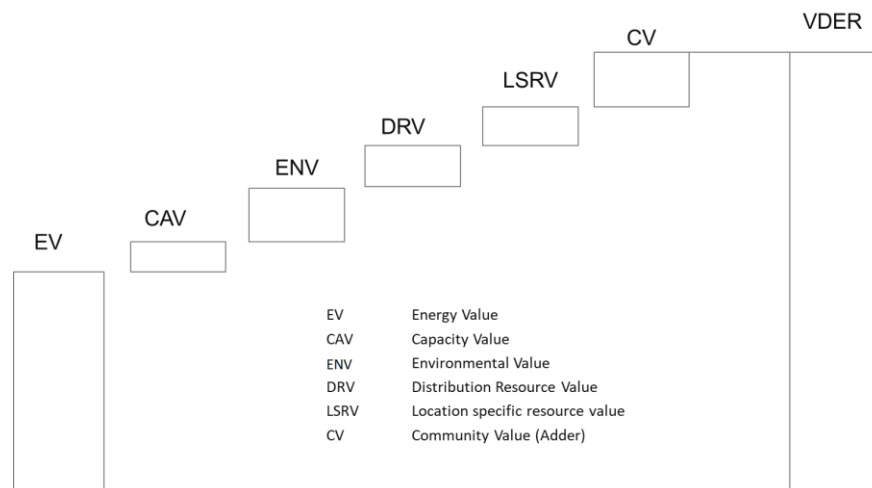 VDER
CV
LSRV
DRV
ENV
CAV
EV
EV Energy Value
CAV Capacity Value
ENV Environmental Value
DRV Distribution Resource Value
LSRV Location specific resource value
CV Community Value (Adder)